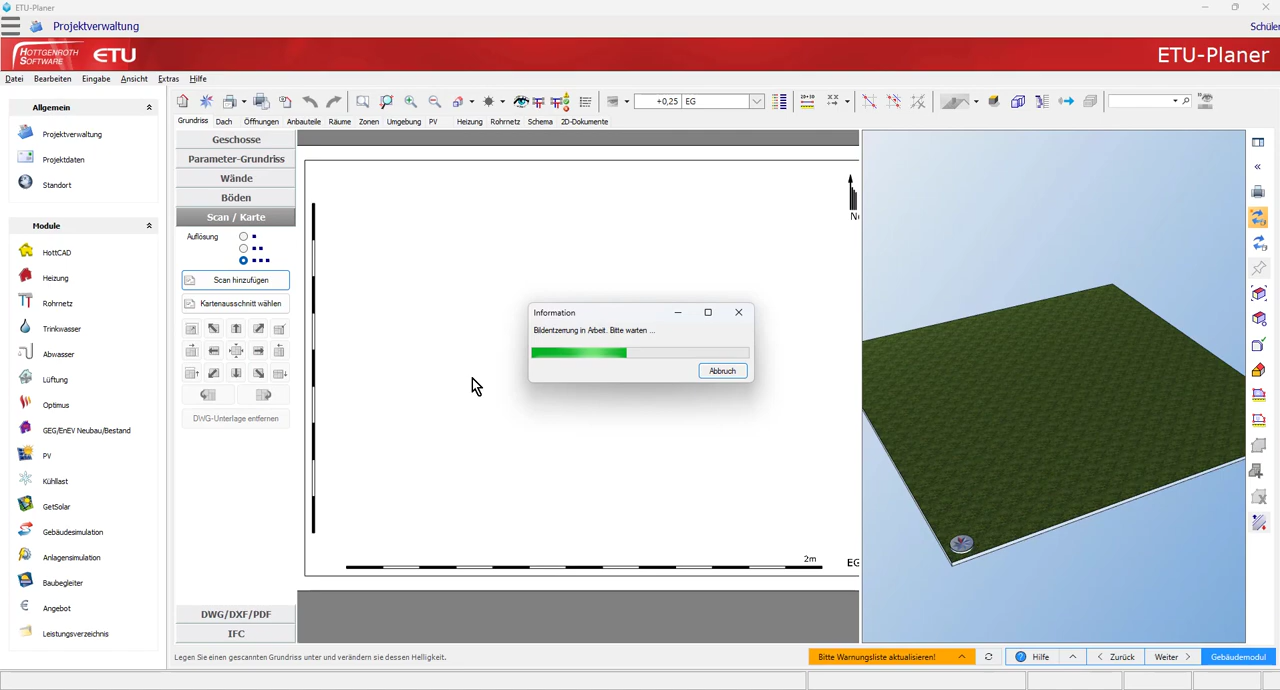 ETU-Planer
Projektverwaltung
Schüler
HOTTGENROTH
SOFTWARE
ETU
ETU-Planer
Datei Bearbeiten Eingabe Ansicht Extras Hilfe
Allgemein
Projektverwaltung
Projektdaten
Standort
Module
HottCAD
Heizung
Rohrnetz
Trinkwasser
Abwasser
Lüftung
Optimus
GEG/EnEV Neubau/Bestand
PV
Kühllast
GetSolar
Gebäudesimulation
Anlagensimulation
Baubegleiter
Angebot
Leistungsverzeichnis
+0,25 EG
Grundriss Dach Öffnungen Anbauteile Räume Zonen Umgebung PV Heizung Rohrnetz Schema 2D-Dokumente
Geschosse
Parameter-Grundriss
Wände
Böden
Scan / Karte
Auflösung
Scan hinzufügen
Kartenausschnitt wählen
DWG-Unterlage entfernen
DWG/DXF/PDF
IFC
No
2m
EG
Information
Bildentzerrung in Arbeit. Bitte warten ...
Abbruch
Legen Sie einen gescannten Grundriss unter und verändern sie dessen Helligkeit.
Bitte Warnungsliste aktualisieren!
Hilfe
Zurück
Weiter
Gebäudemodul